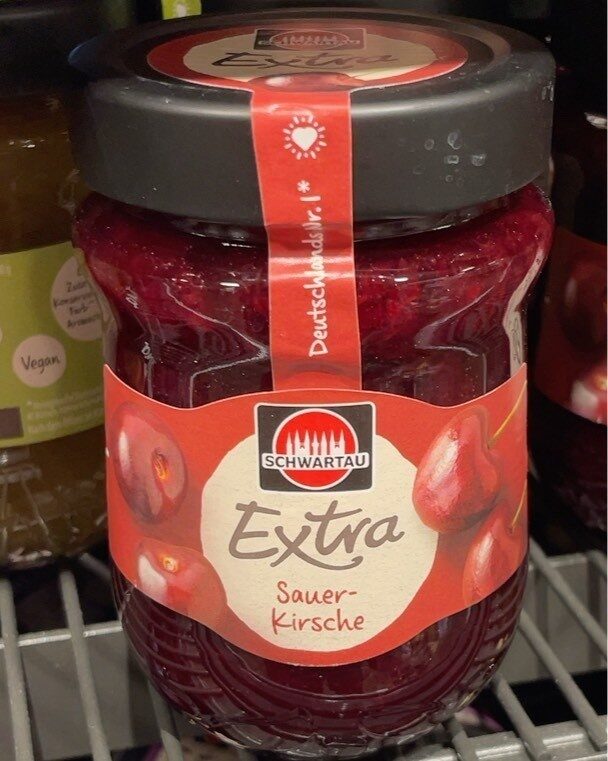 Extra
Deutschlands Nr. 1*
SCHWARTAU
Extra
Sauer-
Kirsche
Vegan